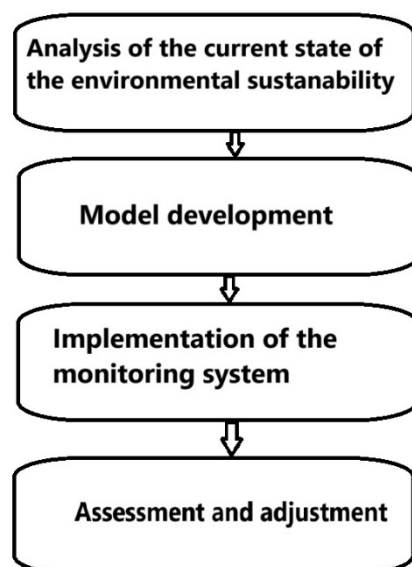 Analysis of the current state of
the environmental sustanability
Model development
Implementation of the
monitoring system
Assessment and adjustment